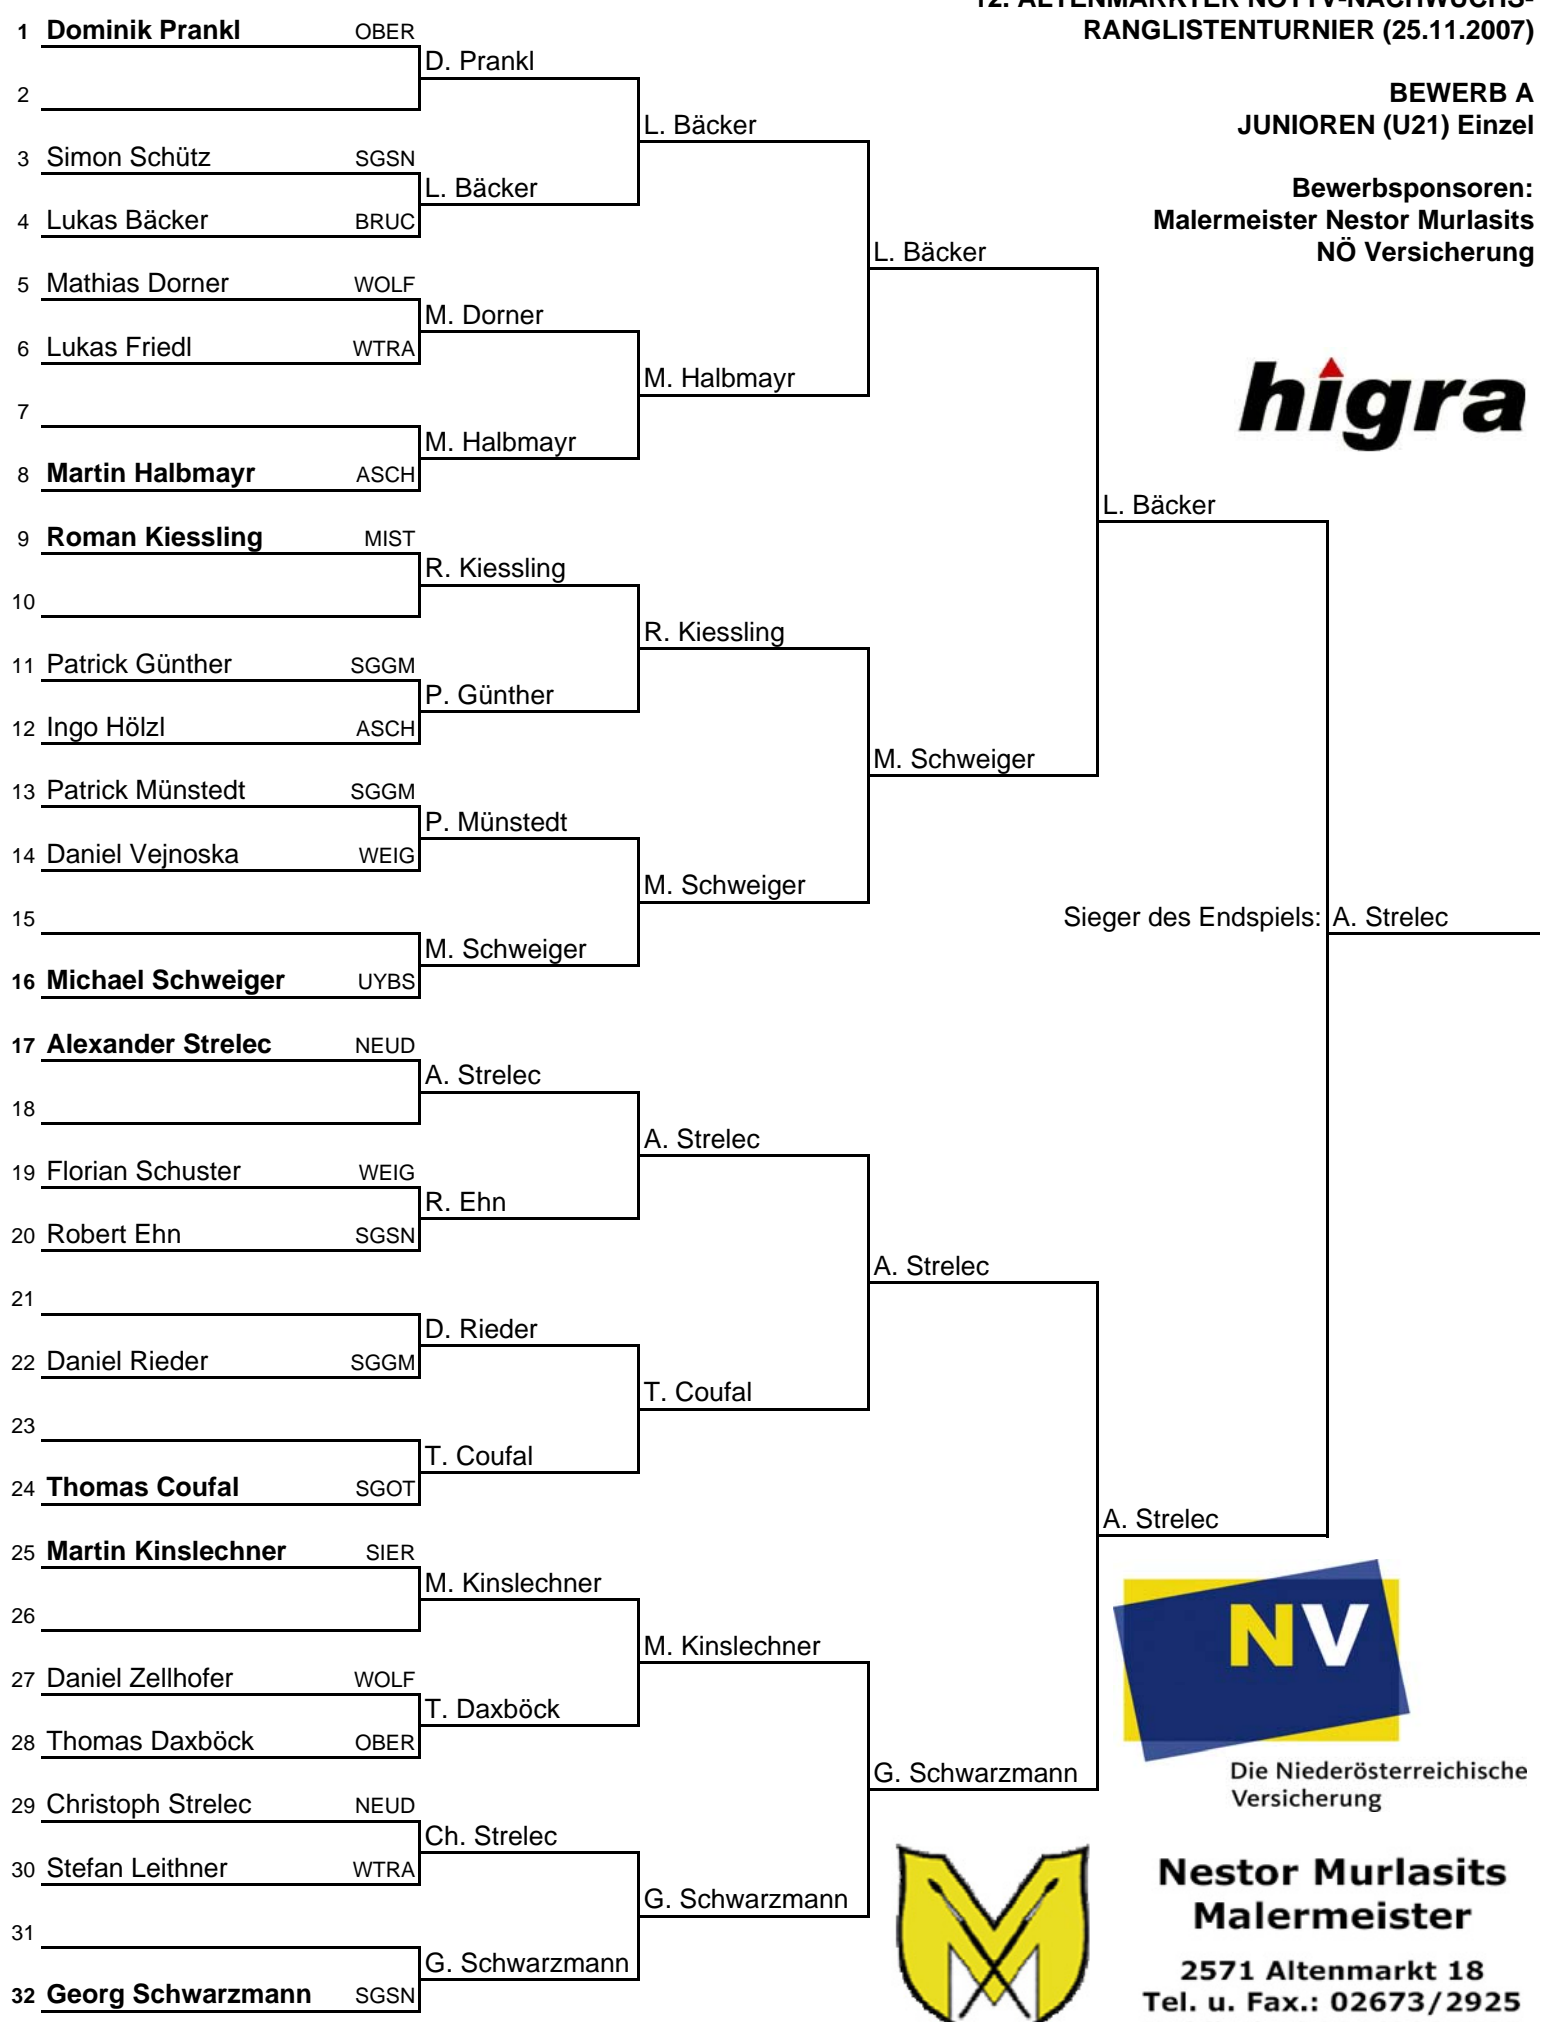 12. ALTENMARKTER NÖTTV-NACHWUCHS-
RANGLISTENTURNIER (25.11.2007)
BEWERB A
JUNIOREN (U21) Einzel
Bewerbsponsoren:
Malermeister Nestor Murlasits
NÖ Versicherung
higra
1 Dominik Prankl OBER
2
3 Simon Schütz SGSN
4 Lukas Bäcker BRUC
5 Mathias Dorner WOLF
6 Lukas Friedl WTRA
7
8 Martin Halbmayr ASCH
9 Roman Kiessling MIST
10
11 Patrick Günther SGGM
12 Ingo Hölzl ASCH
13 Patrick Münstedt SGGM
14 Daniel Vejnoska WEIG
15
16 Michael Schweiger UYBS
17 Alexander Strelec NEUD
18
19 Florian Schuster WEIG
20 Robert Ehn SGSN
21
22 Daniel Rieder SGGM
23
24 Thomas Coufal SGOT
25 Martin Kinslechner SIER
26
27 Daniel Zellhofer WOLF
28 Thomas Daxböck OBER
29 Christoph Strelec NEUD
30 Stefan Leithner WTRA
31
32 Georg Schwarzmann SGSN
D. Prankl
L. Bäcker
M. Dorner
M. Halbmayr
R. Kiessling
P. Günther
P. Münstedt
M. Schweiger
A. Strelec
R. Ehn
D. Rieder
T. Coufal
M. Kinslechner
T. Daxböck
Ch. Strelec
G. Schwarzmann
L. Bäcker
M. Halbmayr
R. Kiessling
M. Schweiger
A. Strelec
T. Coufal
M. Kinslechner
G. Schwarzmann
L. Bäcker
M. Schweiger
A. Strelec
G. Schwarzmann
L. Bäcker
A. Strelec
Sieger des Endspiels: A. Strelec
NV
Die Niederösterreichische
Versicherung
Nestor Murlasits
Malermeister
2571 Altenmarkt 18
Tel. u. Fax.: 02673/2925